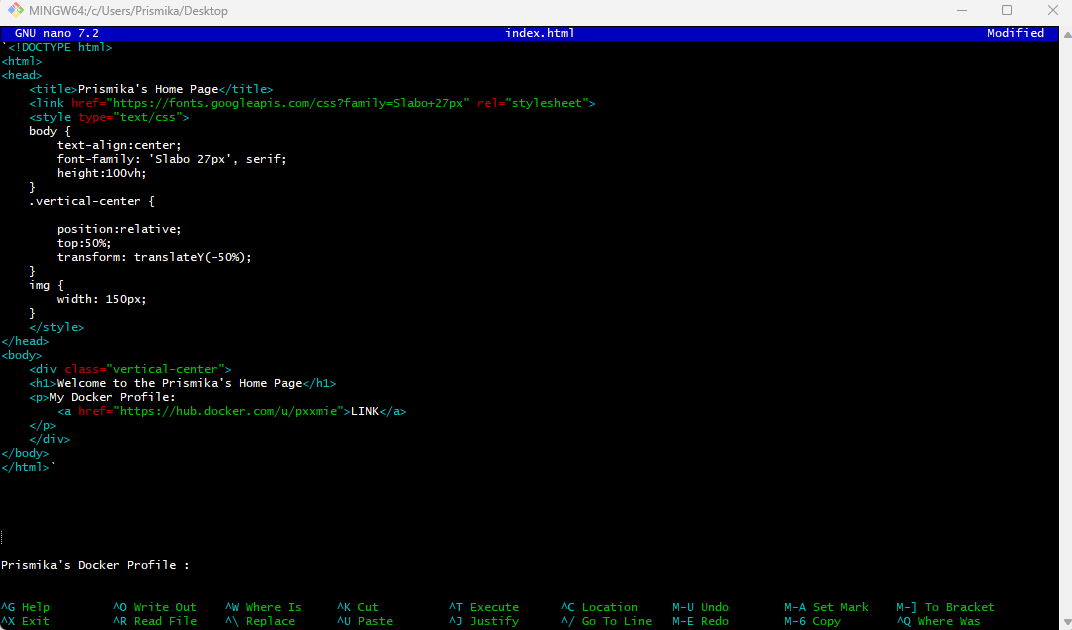 MINGW64:/c/Users/Prismika/Desktop
GNU nano 7.2 index.html Modified
`<!DOCTYPE html>
<html>
<head>
    <title>Prismika's Home Page</title>
    <link href="https://fonts.googleapis.com/css?family=Slabo+27px" rel="stylesheet">
    <style type="text/css">
    body {
        text-align:center;
        font-family: 'Slabo 27px', serif;
        height:100vh;
    }
    .vertical-center {
        position:relative;
        top:50%;
        transform: translateY(-50%);
    }
    img {
        width: 150px;
    }
    </style>
</head>
<body>
    <div class="vertical-center">
    <h1>Welcome to the Prismika's Home Page</h1>
    <p>My Docker Profile:
        <a href="https://hub.docker.com/u/pxxmie">LINK</a>
    </p>
    </div>
</body>
</html>`
Prismika's Docker Profile :
^G Help ^O Write Out ^W Where Is ^K Cut ^T Execute ^C Location M-U Undo M-A Set Mark M-] To Bracket
^X Exit ^R Read File ^\ Replace ^U Paste ^J Justify ^/ Go To Line M-E Redo M-6 Copy ^Q Where Was